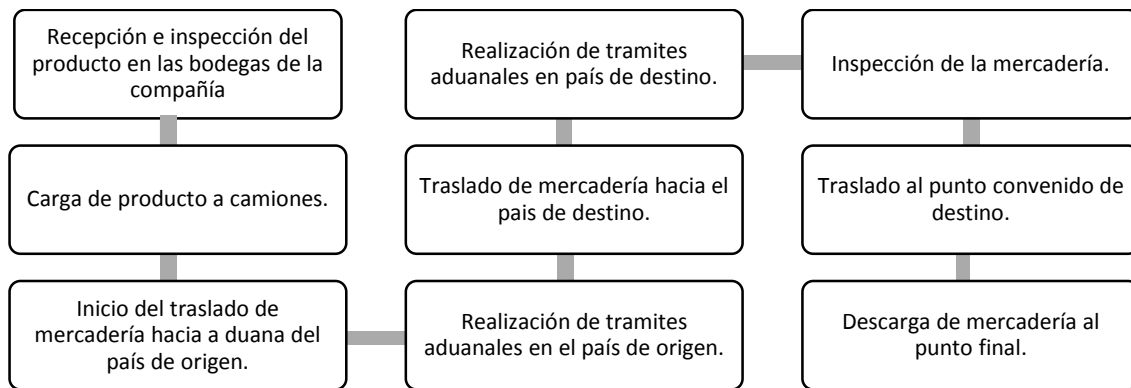 Recepción e inspección del
producto en las bodegas de la
compañía
Carga de producto a camiones.
Inicio del traslado de
mercadería hacia a duana del
país de origen.
Realización de tramites
aduanales en el país de origen.
Traslado de mercadería hacia el
pais de destino.
Realización de tramites
aduanales en país de destino.
Inspección de la mercadería.
Traslado al punto convenido de
destino.
Descarga de mercadería al
punto final.